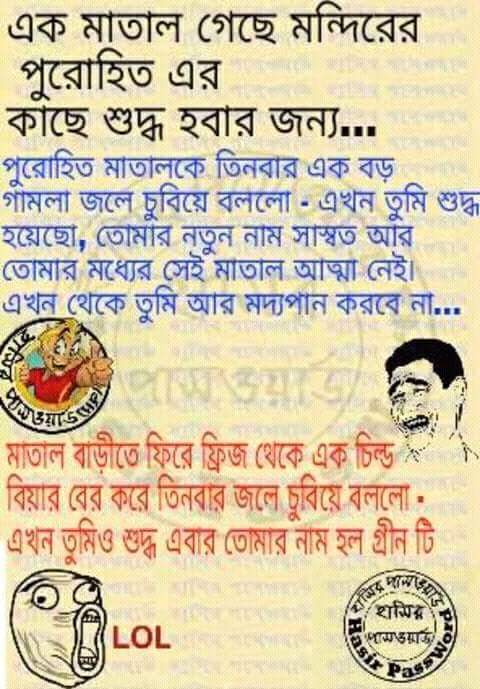 এক মাতাল গেছে মন্দিরের
পুরোহিত এর
কাছে শুদ্ধ হবার জন্য...
পুরোহিত মাতালকে তিনবার এক বড়
গামলা জলে চুবিয়ে বললো - এখন তুমি শুদ্ধ
হয়েছো, তোমার নতুন নাম সাস্বত আর
তোমার মধ্যের সেই মাতাল আত্মা নেই।
এখন থেকে তুমি আর মদ্যপান করবে না...
মাতাল বাড়ীতে ফিরে ফ্রিজ থেকে এক চিল্ড
বিয়ার বের করে তিনবার জলে চুবিয়ে বললো -
এখন তুমিও শুদ্ধ এবার তোমার নাম হল গ্রীন টি
LOL
হাসির পাসওয়ার্ড
হাসির
পাসওয়ার্ড
Hasir Password